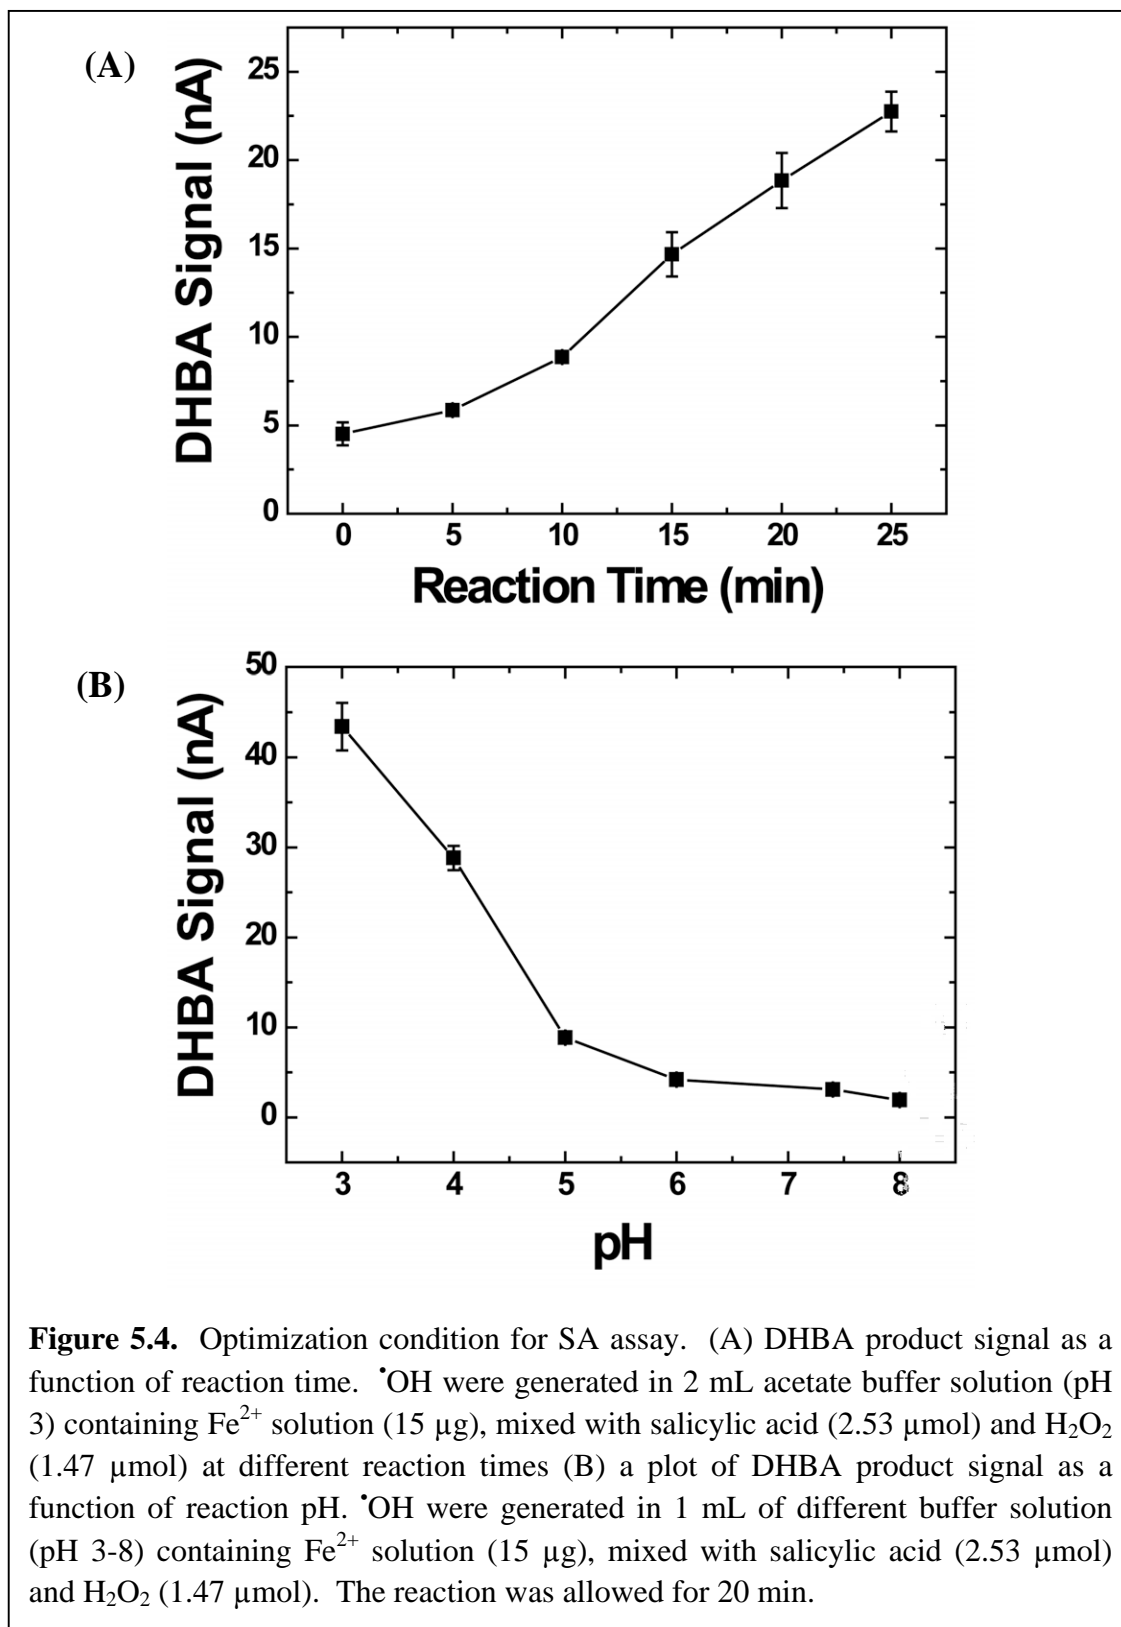 (A)
DHBA Signal (nA)
25
20
15
10
5
0
0 5 10 15 20 25
Reaction Time (min)
(B)
DHBA Signal (nA)
50
40
30
20
10
0
3 4 5 6 7 8
pH
Figure 5.4. Optimization condition for SA assay. (A) DHBA product signal as a
function of reaction time. •OH were generated in 2 mL acetate buffer solution (pH
3) containing Fe²⁺ solution (15 µg), mixed with salicylic acid (2.53 µmol) and H₂O₂
(1.47 µmol) at different reaction times (B) a plot of DHBA product signal as a
function of reaction pH. •OH were generated in 1 mL of different buffer solution
(pH 3-8) containing Fe²⁺ solution (15 µg), mixed with salicylic acid (2.53 µmol)
and H₂O₂ (1.47 µmol). The reaction was allowed for 20 min.